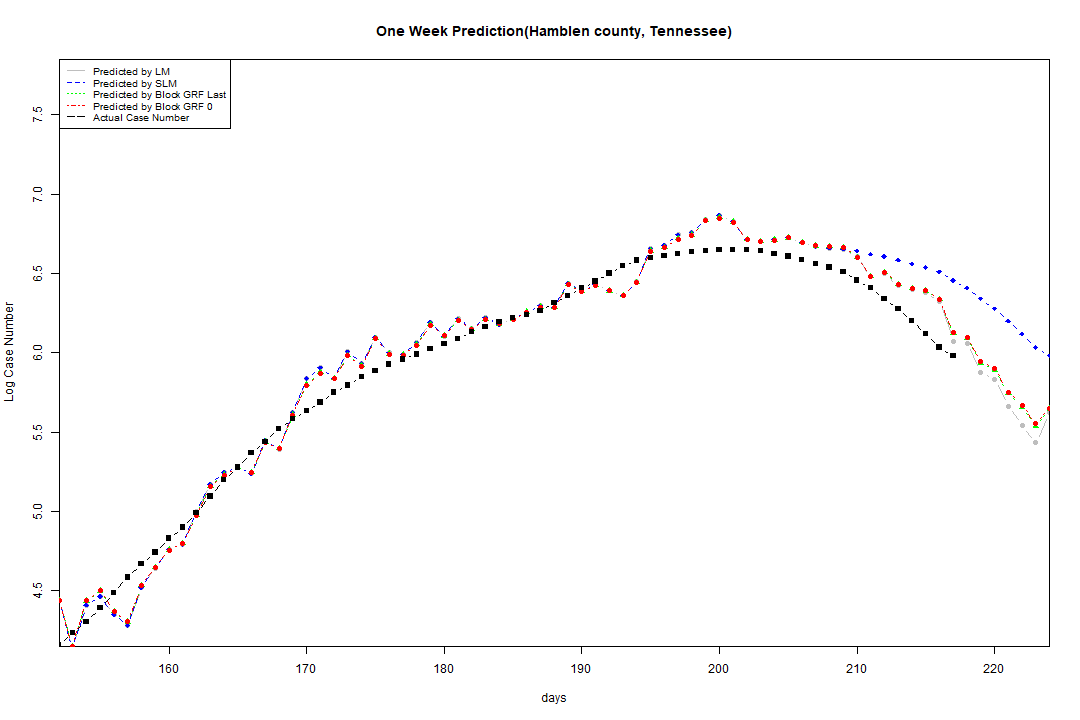 One Week Prediction(Hamblen county, Tennessee)
Predicted by LM
Predicted by SLM
Predicted by Block GRF Last
Predicted by Block GRF 0
Actual Case Number
Log Case Number
7.5
7.0
6.5
6.0
5.5
5.0
4.5
160 170 180 190 200 210 220
days